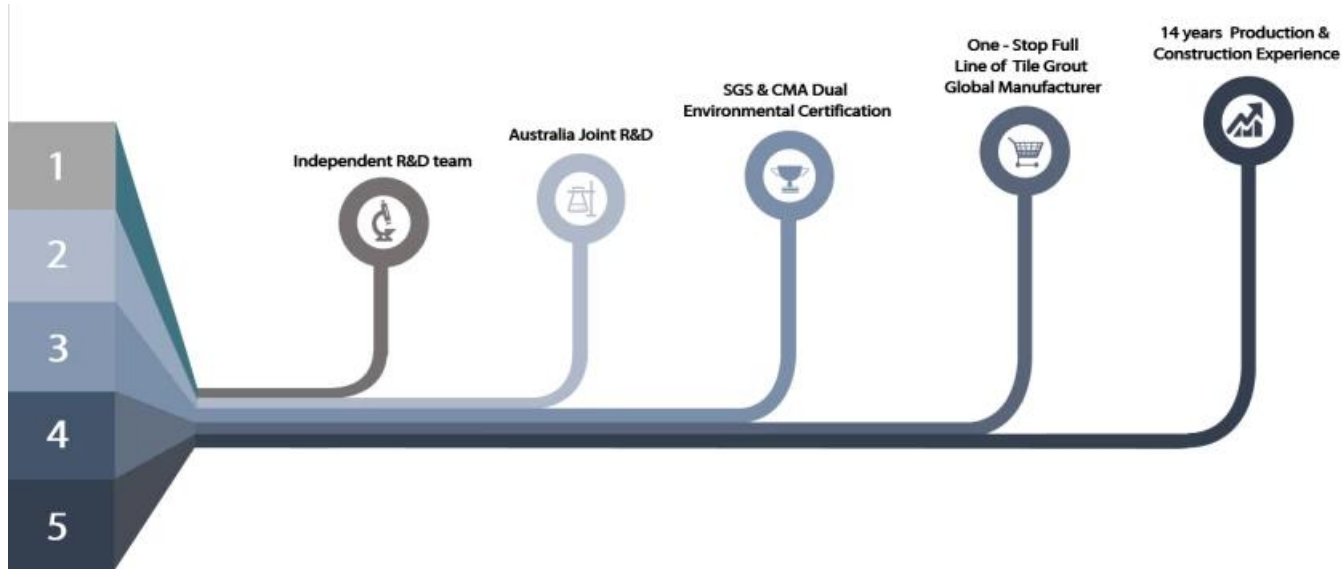 1
2
3
4
5
Independent R&D team
Australia Joint R&D
SGS & CMA Dual
Environmental Certification
One - Stop Full
Line of Tile Grout
Global Manufacturer
14 years Production &
Construction Experience